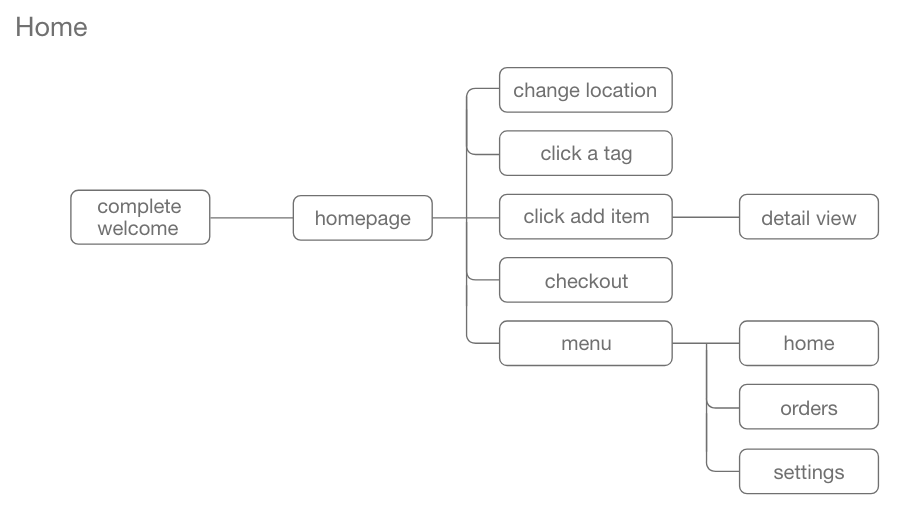 Home
complete
welcome
homepage
change location
click a tag
click add item
detail view
checkout
menu
home
orders
settings